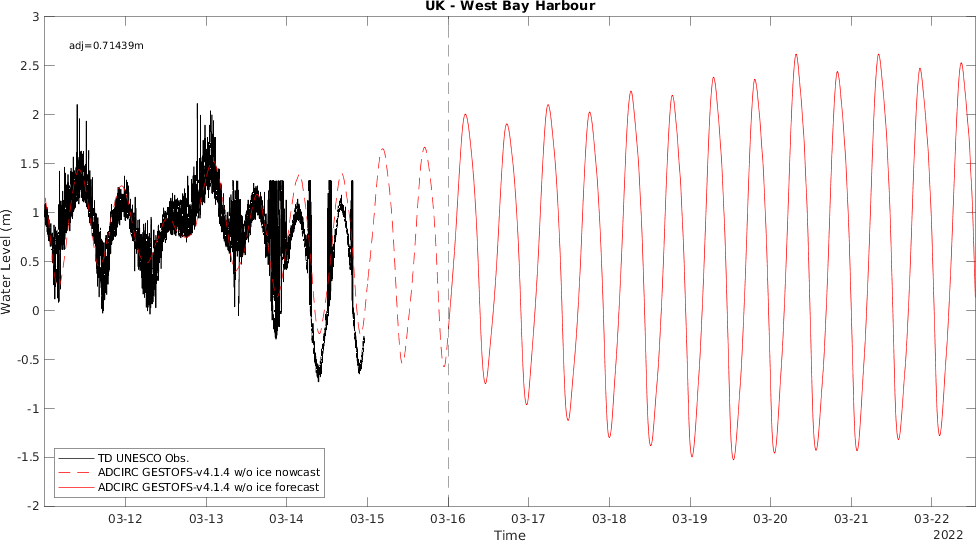 UK - West Bay Harbour
adj=0.71439m
3
2.5
2
1.5
1
0.5
0
-0.5
-1
-1.5
-2
Water Level (m)
TD UNESCO Obs.
ADCIRC GESTOFS-v4.1.4 w/o ice nowcast
ADCIRC GESTOFS-v4.1.4 w/o ice forecast
03-12 03-13 03-14 03-15 03-16 03-17 03-18 03-19 03-20 03-21 03-22
Time
2022